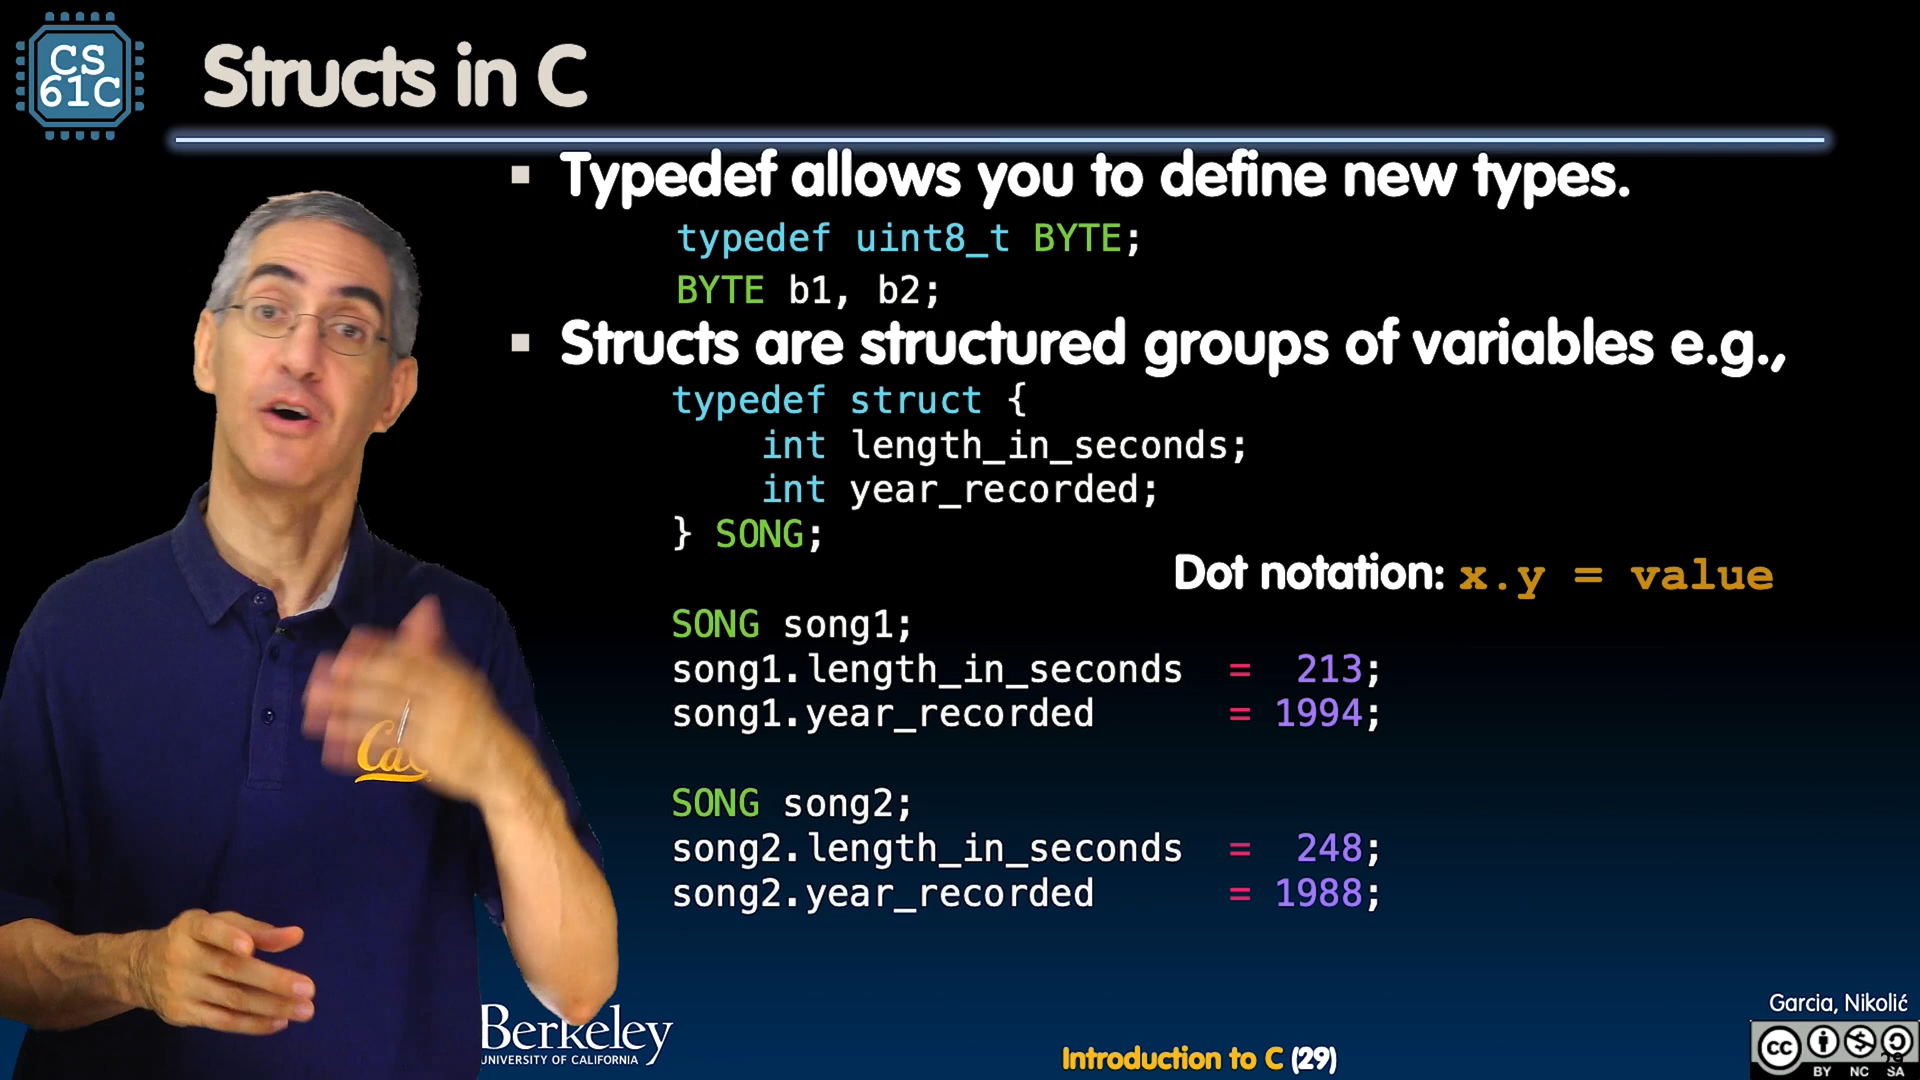 CS
61C
Structs in C
▪ Typedef allows you to define new types.
typedef uint8_t BYTE;
BYTE b1, b2;
▪ Structs are structured groups of variables e.g.,
typedef struct {
int length_in_seconds;
int year_recorded;
} SONG;
Dot notation: x.y = value
SONG song1;
song1.length_in_seconds = 213;
song1.year_recorded = 1994;
SONG song2;
song2.length_in_seconds = 248;
song2.year_recorded = 1988;
Cal
Berkeley
UNIVERSITY OF CALIFORNIA
Introduction to C (29)
Garcia, Nikolić
cc
BY NC SA
29